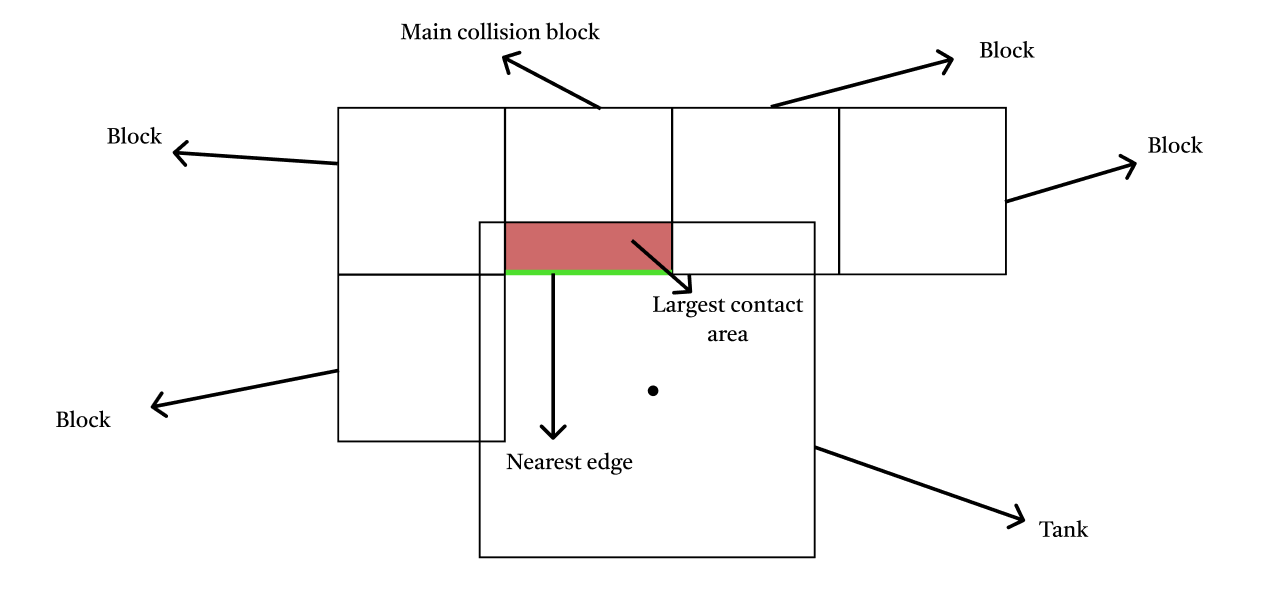 Main collision block
Block
Block
Block
Largest contact
area
Block
Nearest edge
Tank